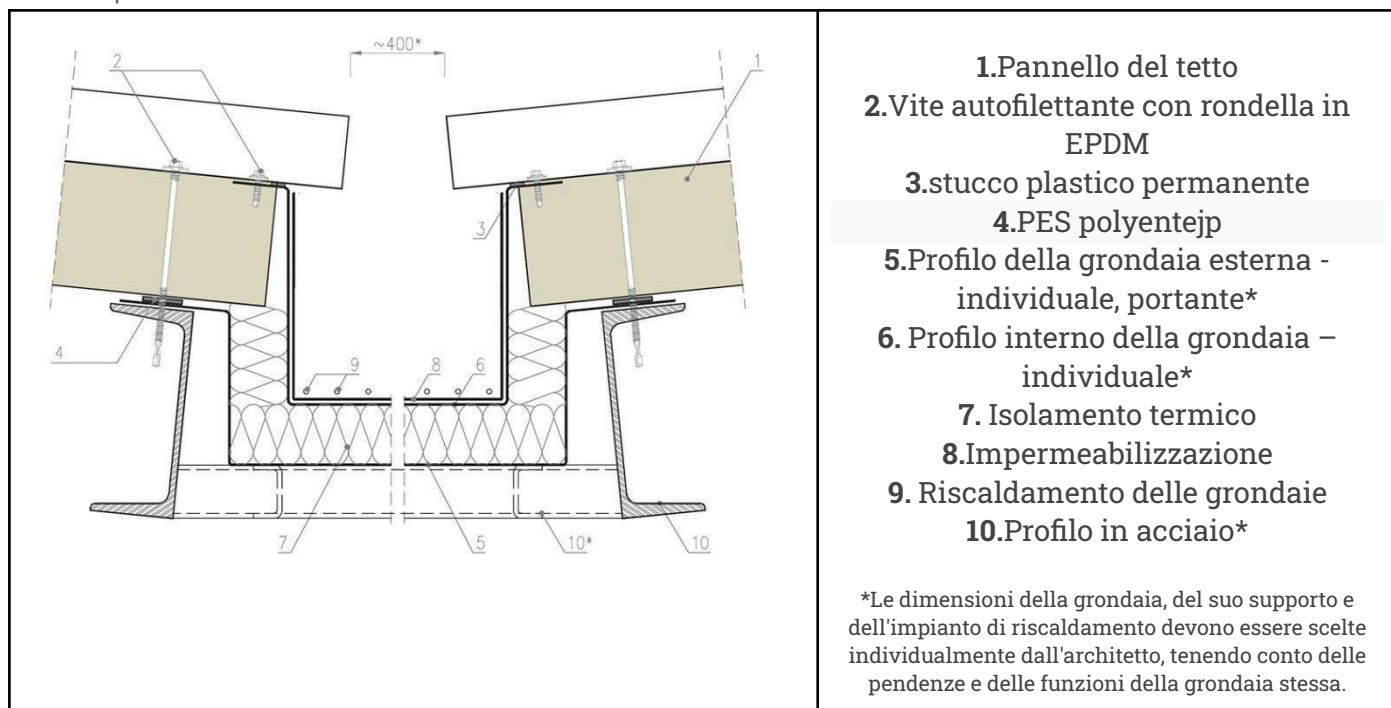 ~400*
2
1
3
4
9
8
6
7
5
10*
10
1.Pannello del tetto
2.Vite autofilettante con rondella in
EPDM
3.stucco plastico permanente
4.PES polyentejp
5.Profilo della grondaia esterna -
individuale, portante*
6. Profilo interno della grondaia –
individuale*
7. Isolamento termico
8.Impermeabilizzazione
9. Riscaldamento delle grondaie
10.Profilo in acciaio*
*Le dimensioni della grondaia, del suo supporto e
dell'impianto di riscaldamento devono essere scelte
individualmente dall'architetto, tenendo conto delle
pendenze e delle funzioni della grondaia stessa.